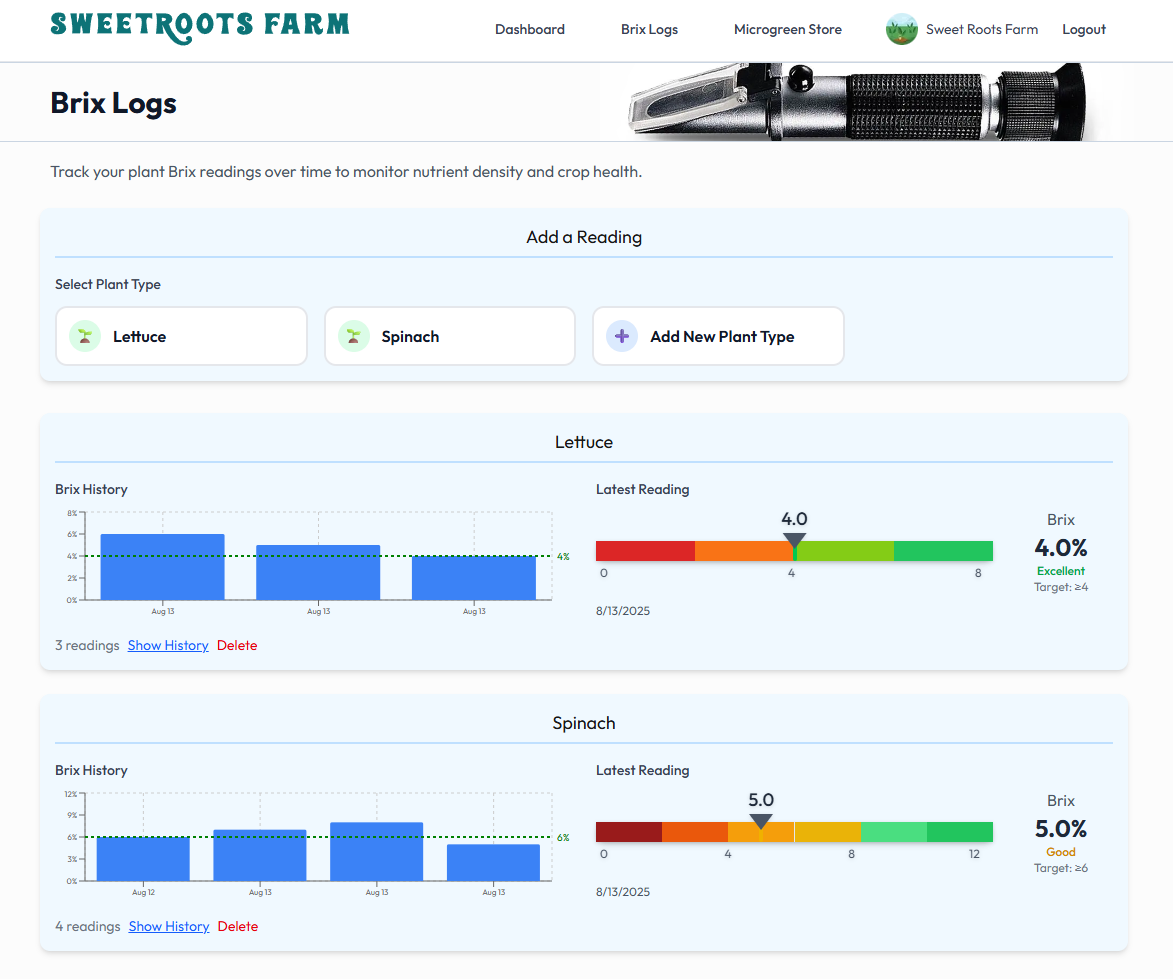 SWEETROOTS FARM
Dashboard
Brix Logs
Microgreen Store
Sweet Roots Farm
Logout
Brix Logs
Track your plant Brix readings over time to monitor nutrient density and crop health.
Add a Reading
Select Plant Type
Lettuce
Spinach
Add New Plant Type
Lettuce
Brix History
8%
6%
4%
2%
0%
4%
Aug 13
Aug 13
Aug 13
3 readings Show History Delete
Latest Reading
4.0
0
4
8
8/13/2025
Brix
4.0%
Excellent
Target: ≥4
Spinach
Brix History
12%
9%
6%
3%
0%
6%
Aug 12
Aug 13
Aug 13
Aug 13
4 readings Show History Delete
Latest Reading
5.0
0
4
8
12
8/13/2025
Brix
5.0%
Good
Target: ≥6